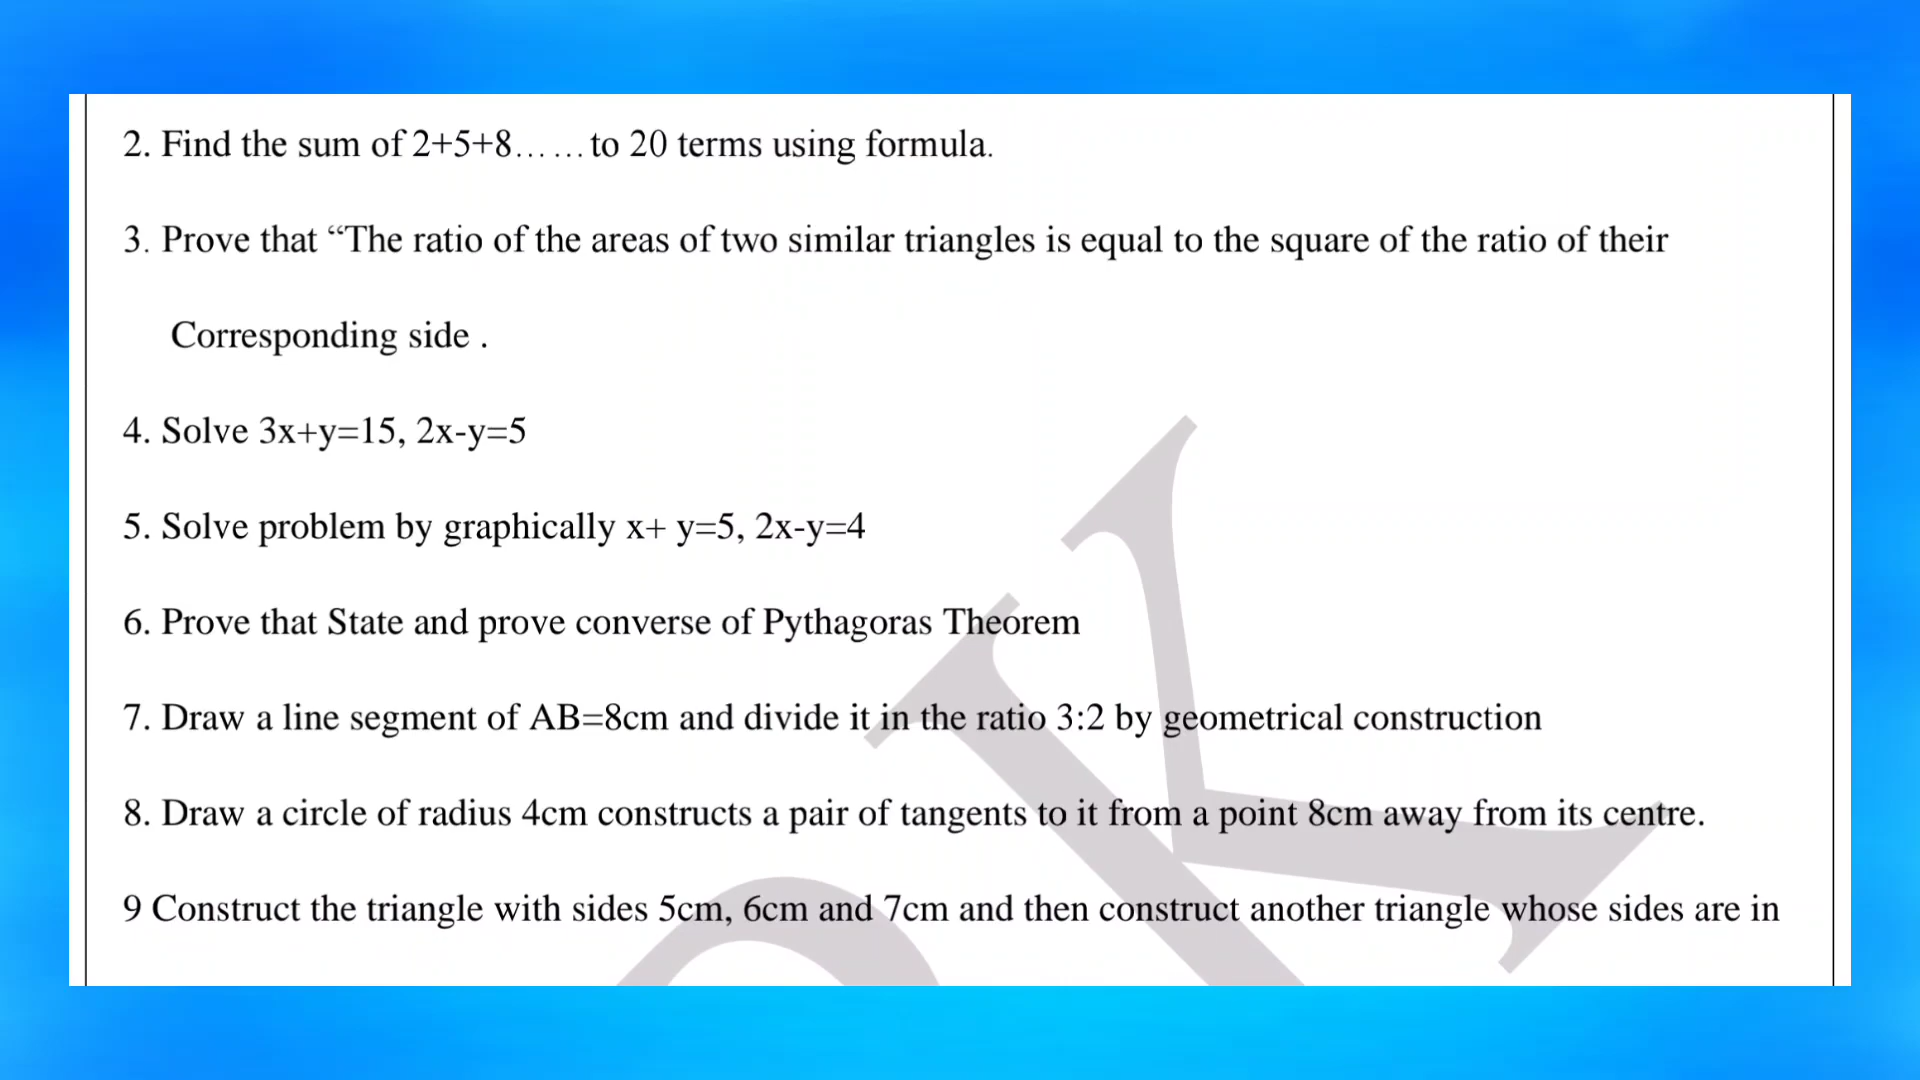 2. Find the sum of 2+5+8...... to 20 terms using formula.
3. Prove that “The ratio of the areas of two similar triangles is equal to the square of the ratio of their
Corresponding side .
4. Solve 3x+y=15, 2x-y=5
5. Solve problem by graphically x+ y=5, 2x-y=4
6. Prove that State and prove converse of Pythagoras Theorem
7. Draw a line segment of AB=8cm and divide it in the ratio 3:2 by geometrical construction
8. Draw a circle of radius 4cm constructs a pair of tangents to it from a point 8cm away from its centre.
9 Construct the triangle with sides 5cm, 6cm and 7cm and then construct another triangle whose sides are in